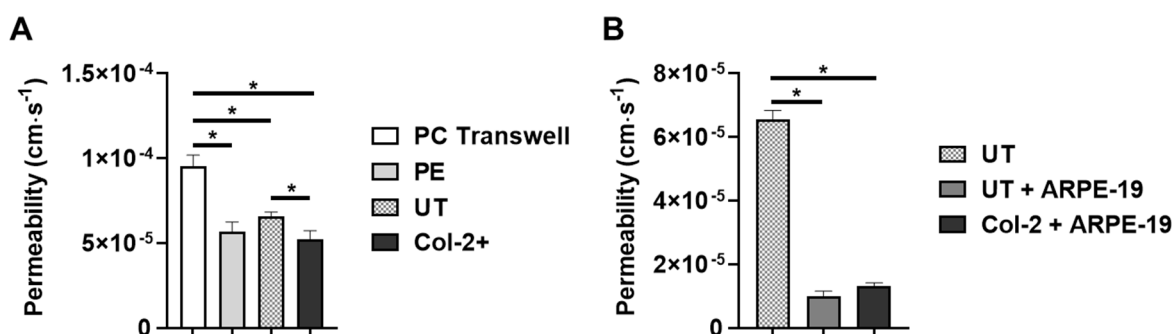 A
Permeability (cm·s⁻¹)
1.5×10⁻⁴
1×10⁻⁴
5×10⁻⁵
0
*
*
*
*
PC Transwell
PE
UT
Col-2+
B
Permeability (cm·s⁻¹)
8×10⁻⁵
6×10⁻⁵
4×10⁻⁵
2×10⁻⁵
0
*
*
UT
UT + ARPE-19
Col-2 + ARPE-19